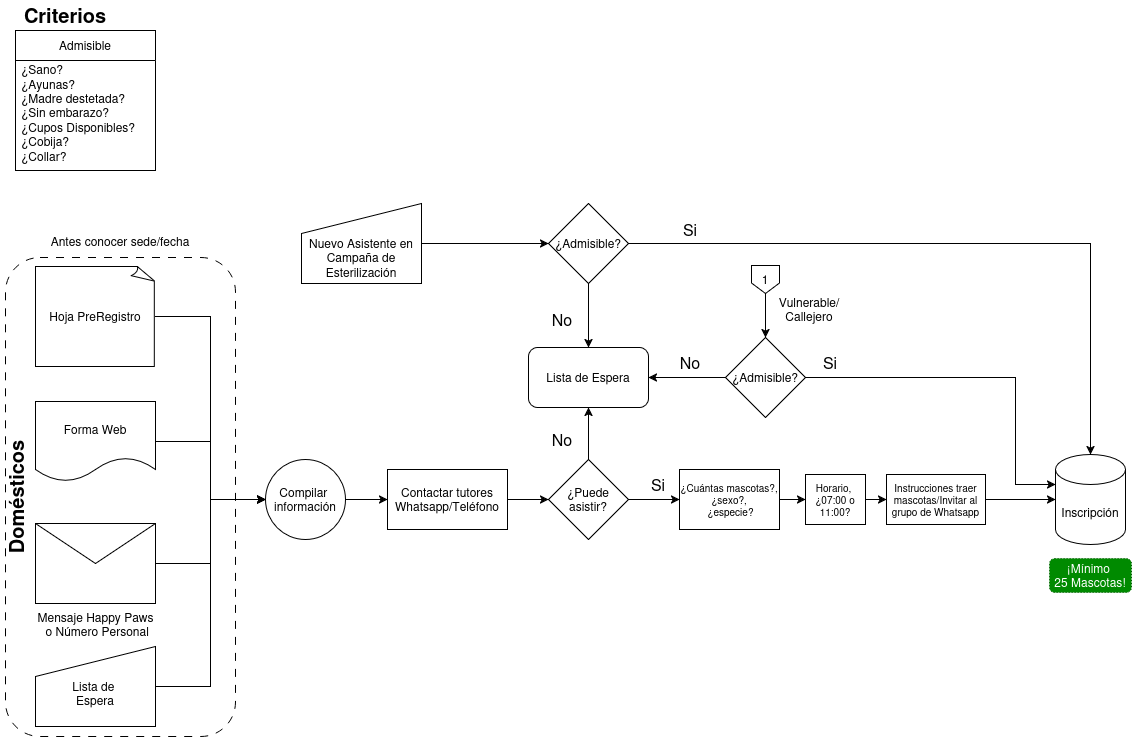 Criterios
Admisible
¿Sano?
¿Ayunas?
¿Madre destetada?
¿Sin embarazo?
¿Cupos Disponibles?
¿Cobija?
¿Collar?
Antes conocer sede/fecha
Domésticos
Hoja PreRegistro
Forma Web
Mensaje Happy Paws
o Número Personal
Lista de
Espera
Compilar
información
Contactar tutores
Whatsapp/Teléfono
¿Puede
asistir?
No
Si
Nuevo Asistente en
Campaña de
Esterilización
¿Admisible?
Si
No
Lista de Espera
1
Vulnerable/
Callejero
¿Admisible?
No
Si
¿Cuántas mascotas?,
¿sexo?,
¿especie?
Horario,
¿07:00 o
11:00?
Instrucciones traer
mascotas/Invitar al
grupo de Whatsapp
Inscripción
¡Mínimo
25 Mascotas!